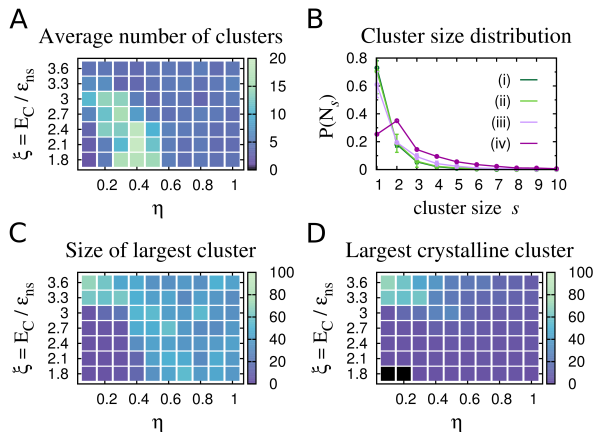 A
Average number of clusters
ξ = E_C / ε_ns
3.6
3.3
3
2.7
2.4
2.1
1.8
0.2 0.4 0.6 0.8 1
η
20
15
10
5
0
B
Cluster size distribution
P(N_s)
0.8
0.6
0.4
0.2
0
1 2 3 4 5 6 7 8 9 10
cluster size s
(i)
(ii)
(iii)
(iv)
C
Size of largest cluster
ξ = E_C / ε_ns
3.6
3.3
3
2.7
2.4
2.1
1.8
0.2 0.4 0.6 0.8 1
η
100
80
60
40
20
0
D
Largest crystalline cluster
ξ = E_C / ε_ns
3.6
3.3
3
2.7
2.4
2.1
1.8
0.2 0.4 0.6 0.8 1
η
100
80
60
40
20
0